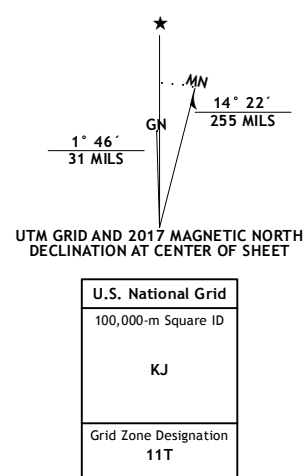 ★
MN
GN
14° 22´
255 MILS
1° 46´
31 MILS
UTM GRID AND 2017 MAGNETIC NORTH
DECLINATION AT CENTER OF SHEET
U.S. National Grid
100,000-m Square ID
KJ
Grid Zone Designation
11T